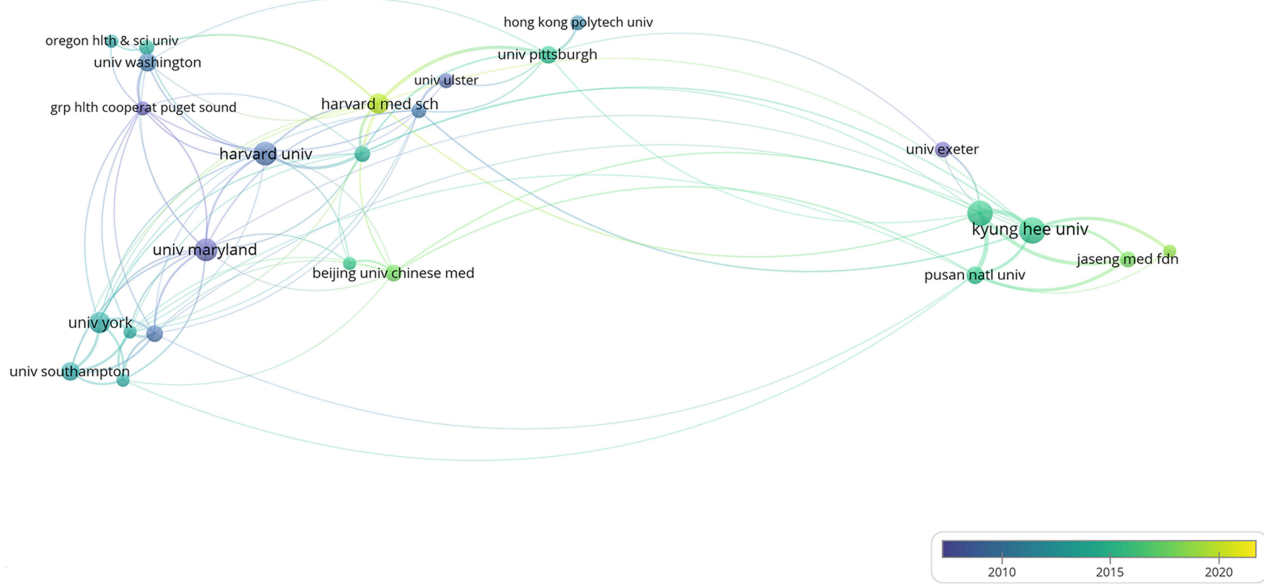 hong kong polytech univ
oregon hlth & sci univ
univ pittsburgh
univ washington
univ ulster
harvard med sch
grp hlth cooperat puget sound
harvard univ
univ exeter
kyung hee univ
univ maryland
jaseng med fdn
beijing univ chinese med
pusan natl univ
univ york
univ southampton
2010
2015
2020